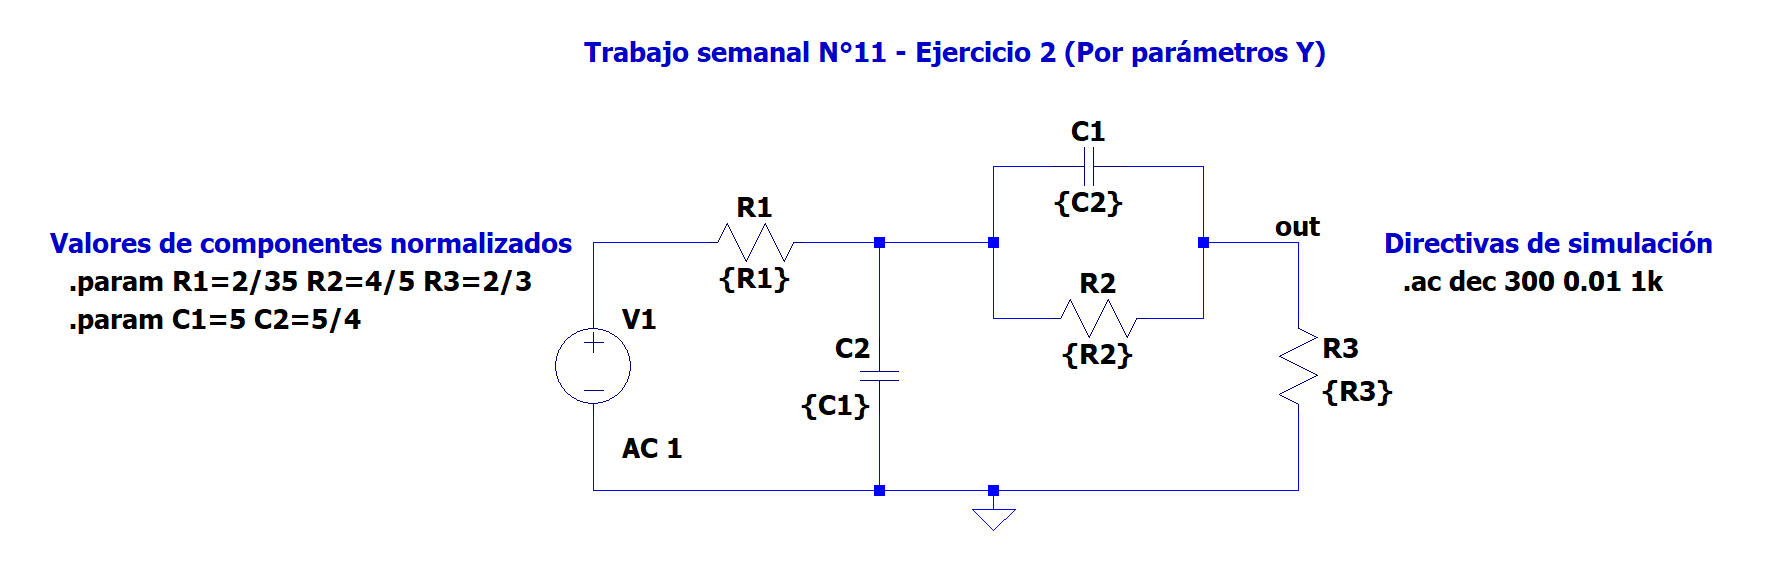 Trabajo semanal N°11 - Ejercicio 2 (Por parámetros Y)
C1
{C2}
R1
{R1}
out
Valores de componentes normalizados
.param R1=2/35 R2=4/5 R3=2/3
.param C1=5 C2=5/4
Directivas de simulación
.ac dec 300 0.01 1k
R2
{R2}
V1
C2
{C1}
R3
{R3}
AC 1